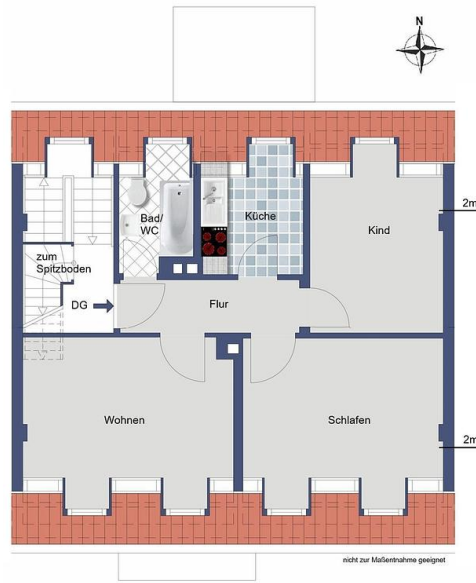 N
Bad/
WC
Küche
Kind
2m
zum
Spitzboden
DG
Flur
Wohnen
Schlafen
2m
nicht zur Maßentnahme geeignet